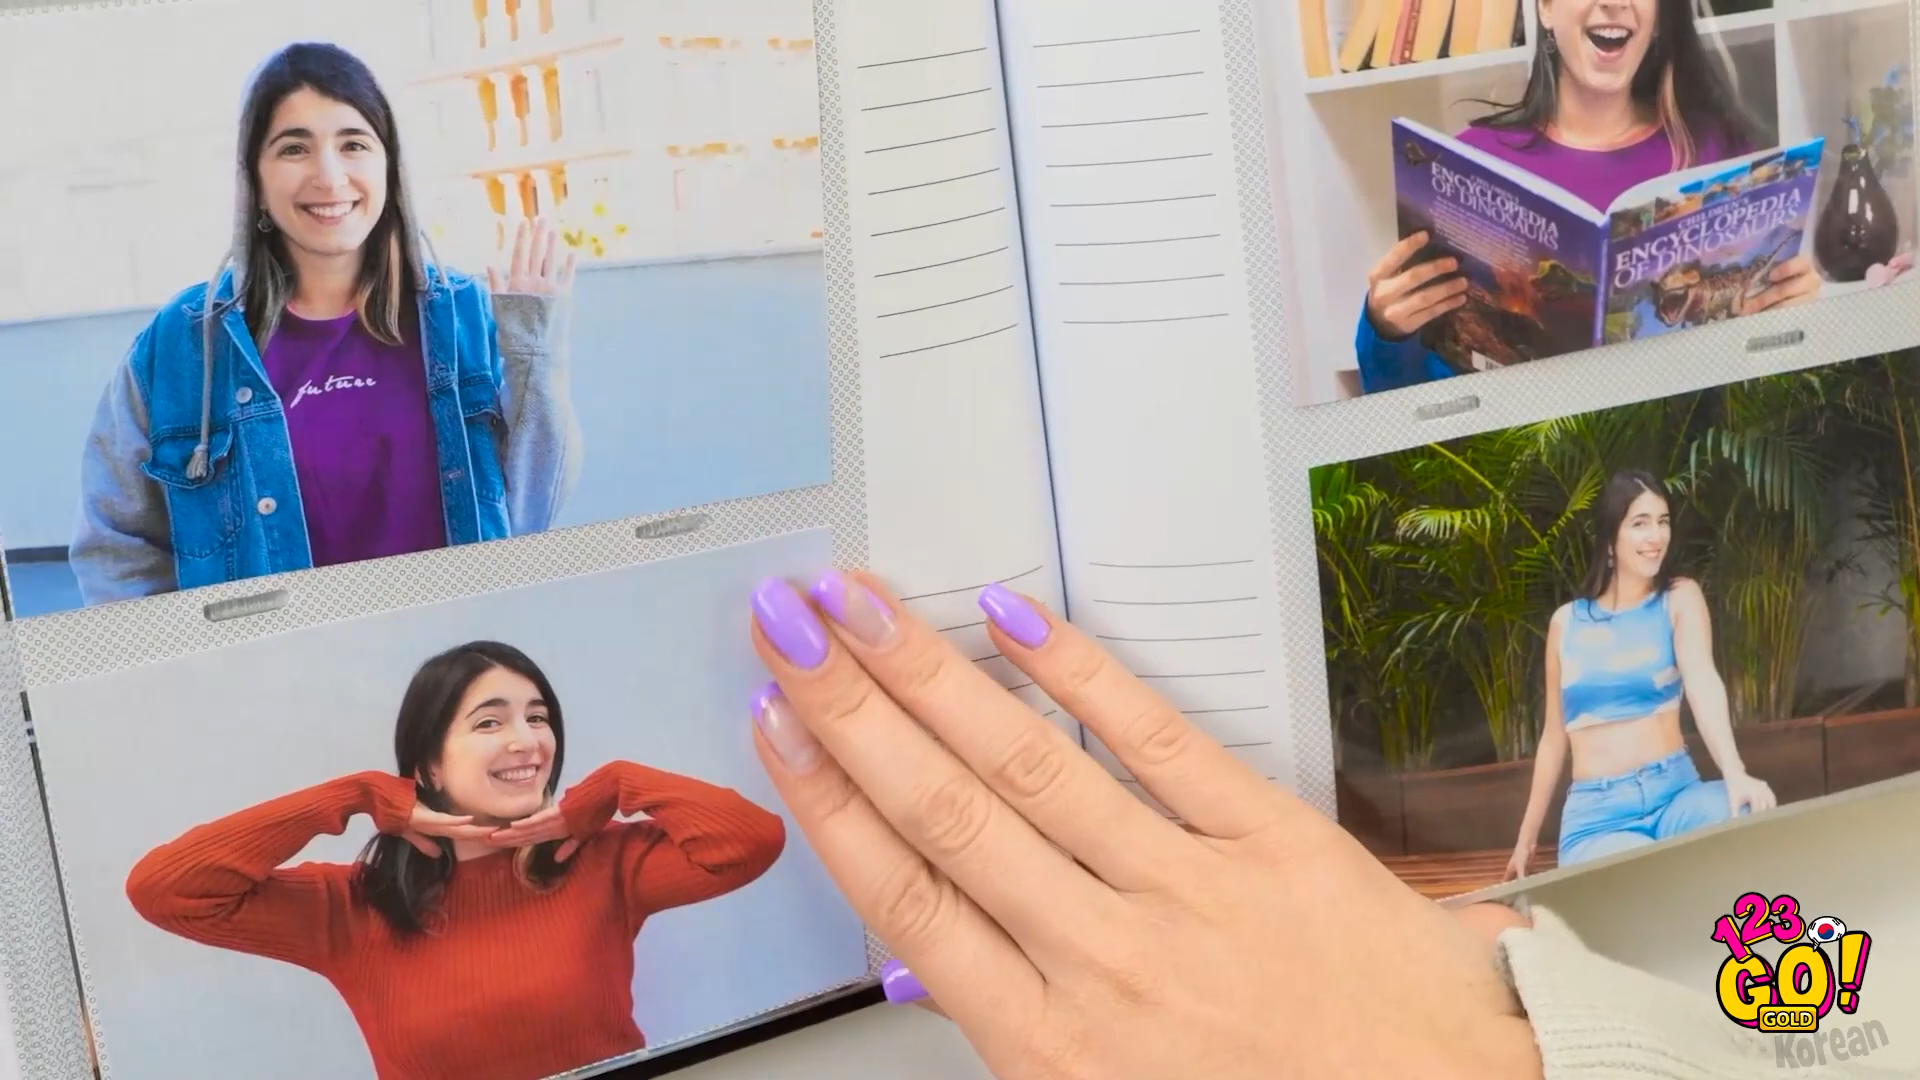 future
CHILDREN'S
ENCYCLOPEDIA
OF DINOSAURS
CHILDREN'S
ENCYCLOPEDIA
OF DINOSAURS
123
GO!
GOLD
Korean